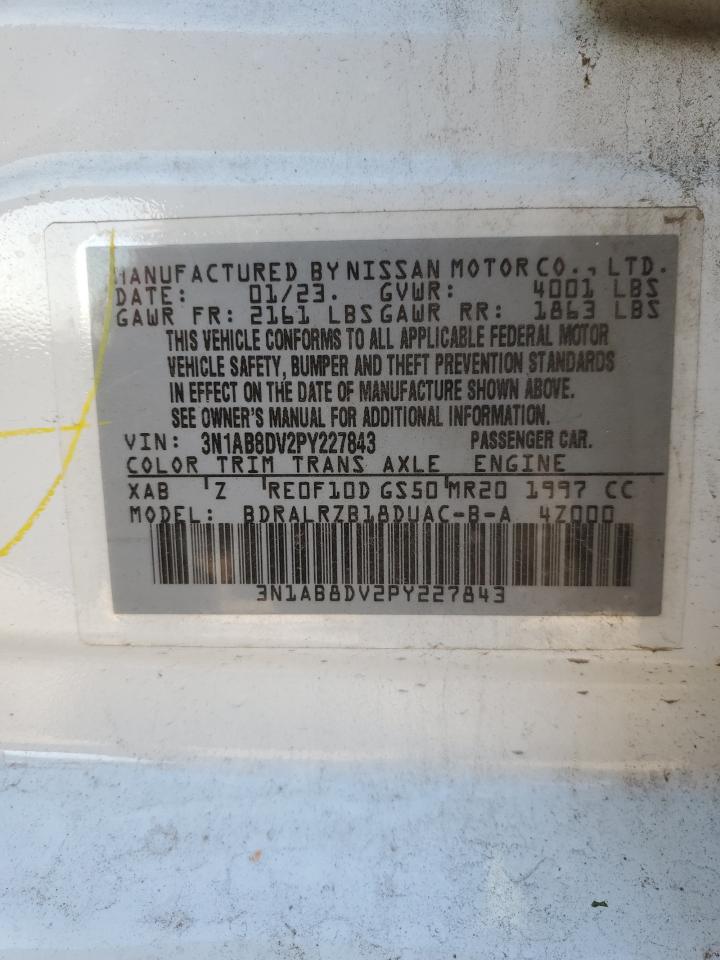 MANUFACTURED BY NISSAN MOTOR CO., LTD.
DATE: 01/23. GVWR: 4001 LBS
GAWR FR: 2161 LBS GAWR RR: 1863 LBS
THIS VEHICLE CONFORMS TO ALL APPLICABLE FEDERAL MOTOR
VEHICLE SAFETY, BUMPER AND THEFT PREVENTION STANDARDS
IN EFFECT ON THE DATE OF MANUFACTURE SHOWN ABOVE.
SEE OWNER'S MANUAL FOR ADDITIONAL INFORMATION.
VIN: 3N1AB8DV2PY227843 PASSENGER CAR.
COLOR TRIM TRANS AXLE ENGINE
XAB Z RE0F10D GS50 MR20 1997 CC
MODEL: BDRALRZB18DUAC-B-A 4Z000
3N1AB8DV2PY227843